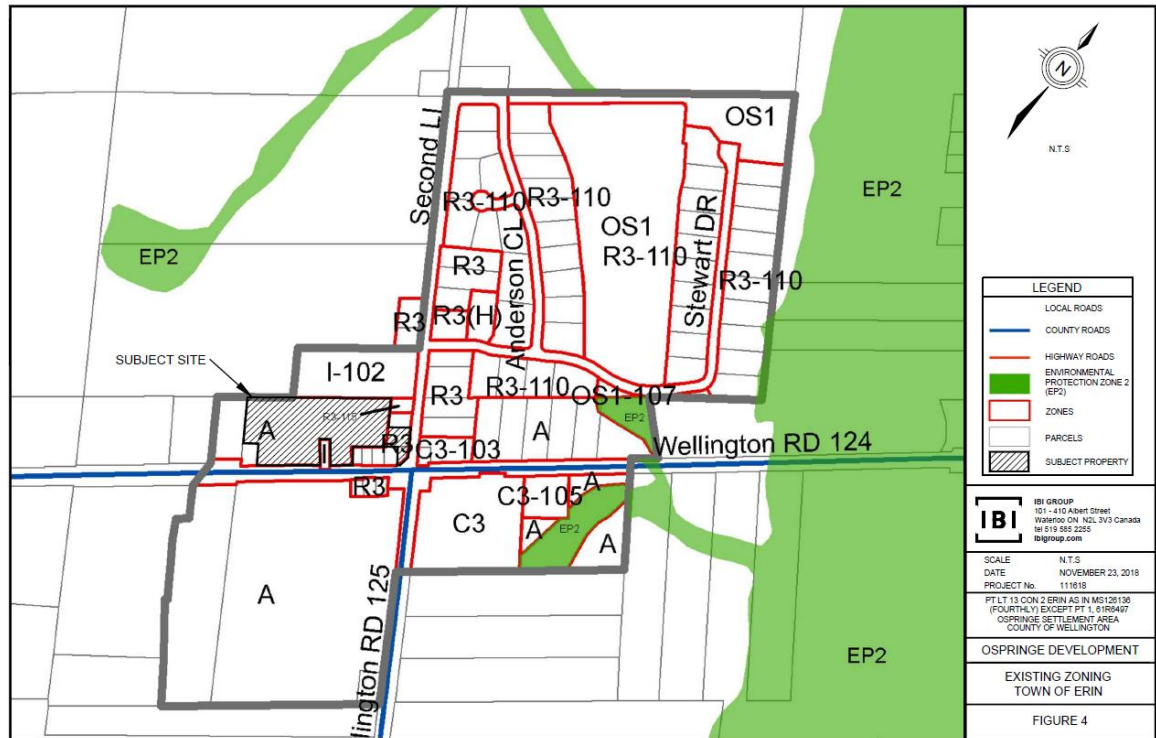 OS1
Second LI
EP2
R3-110
R3-110
OS1
EP2
R3-110
Stewart DR
R3-110
Anderson CL
R3
R3
R3(H)
SUBJECT SITE
I-102
R3
R3-110
OS1-107
R3-115
A
EP2
A
R3
C3-103
Wellington RD 124
I
R3
C3-105
A
C3
A
EP2
A
A
llington RD 125
EP2
N
N.T.S
LEGEND
LOCAL ROADS
COUNTY ROADS
HIGHWAY ROADS
ENVIRONMENTAL
PROTECTION ZONE 2
(EP2)
ZONES
PARCELS
SUBJECT PROPERTY
IBI
IBI GROUP
101 - 410 Albert Street
Waterloo ON N2L 3V3 Canada
tel 519 585 2255
ibigroup.com
SCALE N.T.S
DATE NOVEMBER 23, 2018
PROJECT No. 111618
PT LT 13 CON 2 ERIN AS IN MS126136
(FOURTHLY) EXCEPT PT 1, 61R6497
OSPRINGE SETTLEMENT AREA
COUNTY OF WELLINGTON
OSPRINGE DEVELOPMENT
EXISTING ZONING
TOWN OF ERIN
FIGURE 4